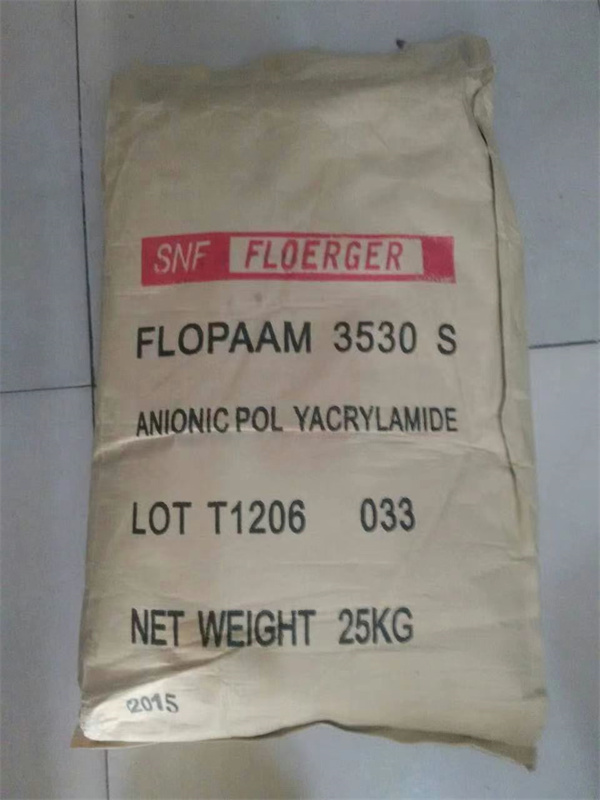 SNF FLOERGER
FLOPAAM 3530 S
ANIONIC POL YACRYLAMIDE
LOT T1206 033
NET WEIGHT 25KG
2015